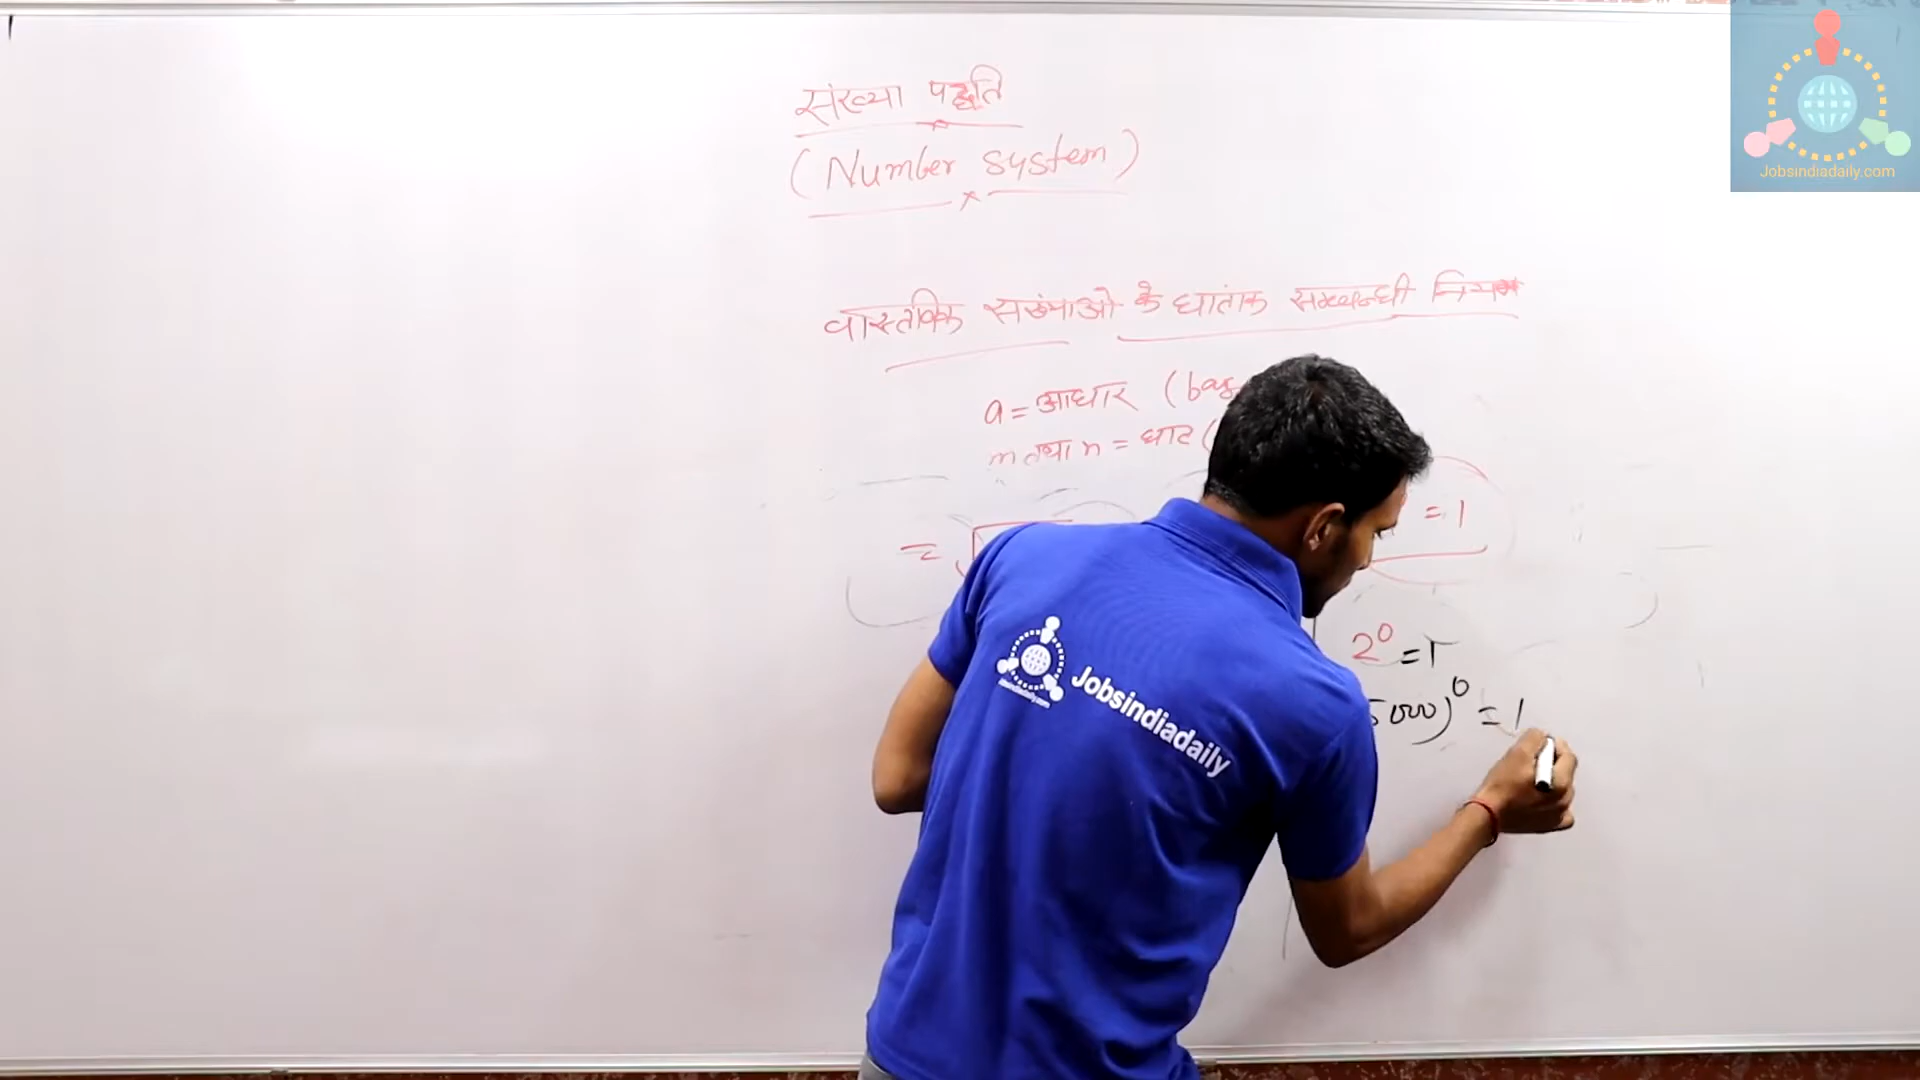 संख्या पद्धति
(Number system)
वास्तविक संख्याओ के घातांक सम्बन्धी नियम
a = आधार (bas
m तथा n = घात (
=
= 1
2⁰ = 1
5000)⁰ = 1
Jobsindiadaily
Jobsindiadaily.com